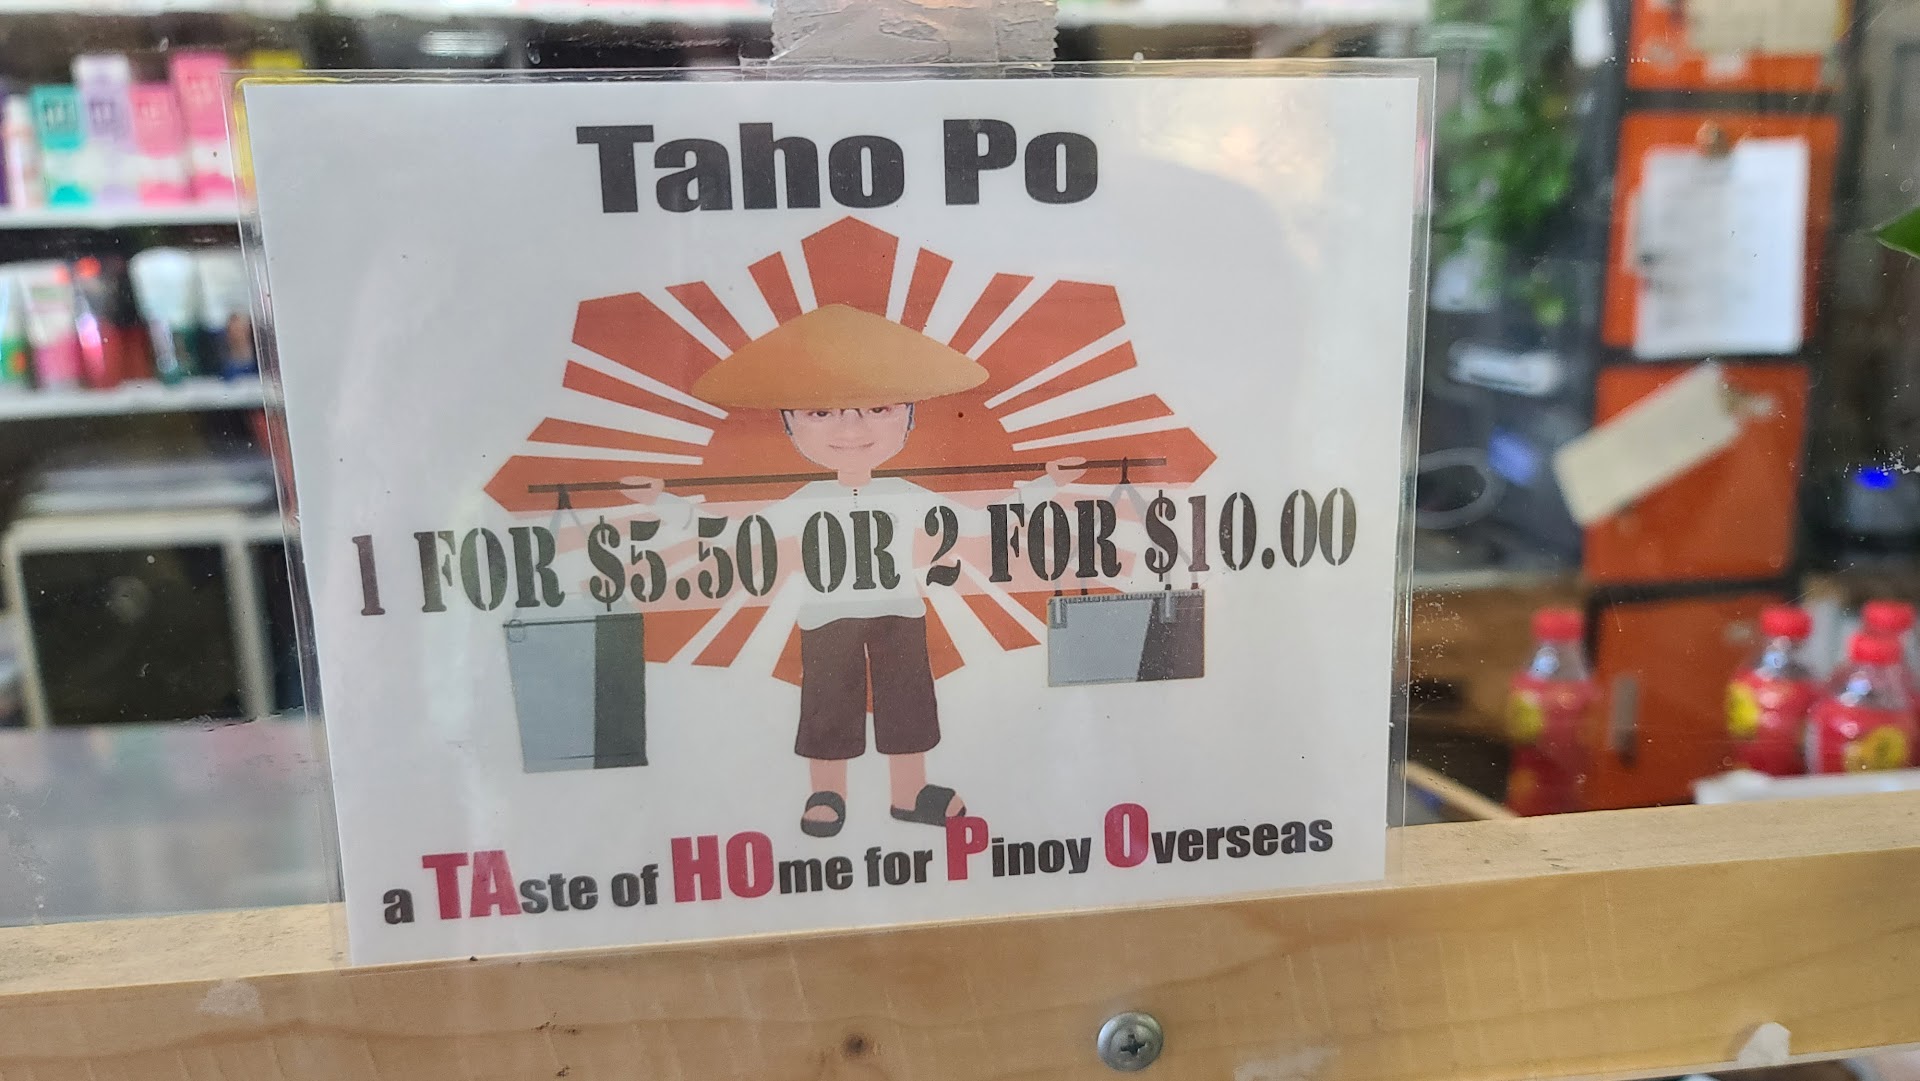 Taho Po
1 FOR $5.50 OR 2 FOR $10.00
a TAste of HOme for Pinoy Overseas